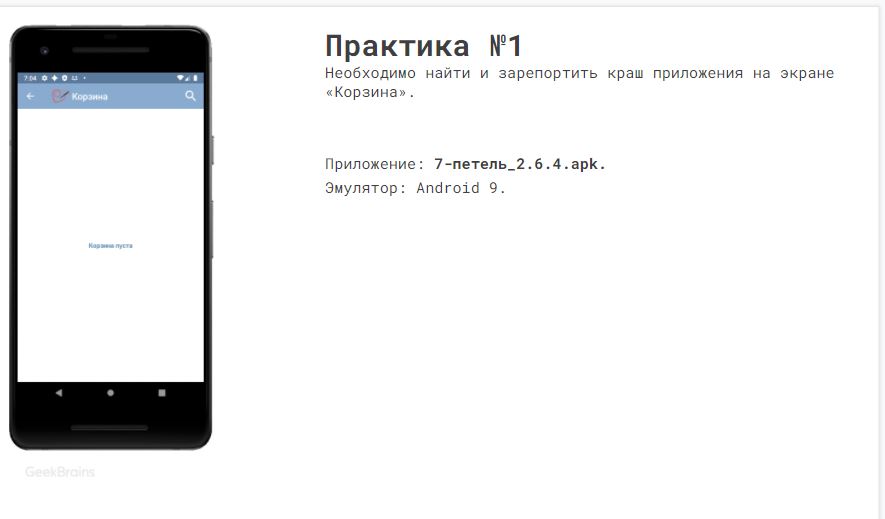 Практика №1
Необходимо найти и зарепортить краш приложения на экране
«Корзина».
Приложение: 7-петель_2.6.4.apk.
Эмулятор: Android 9.
7:04
Корзина
Корзина пуста
GeekBrains